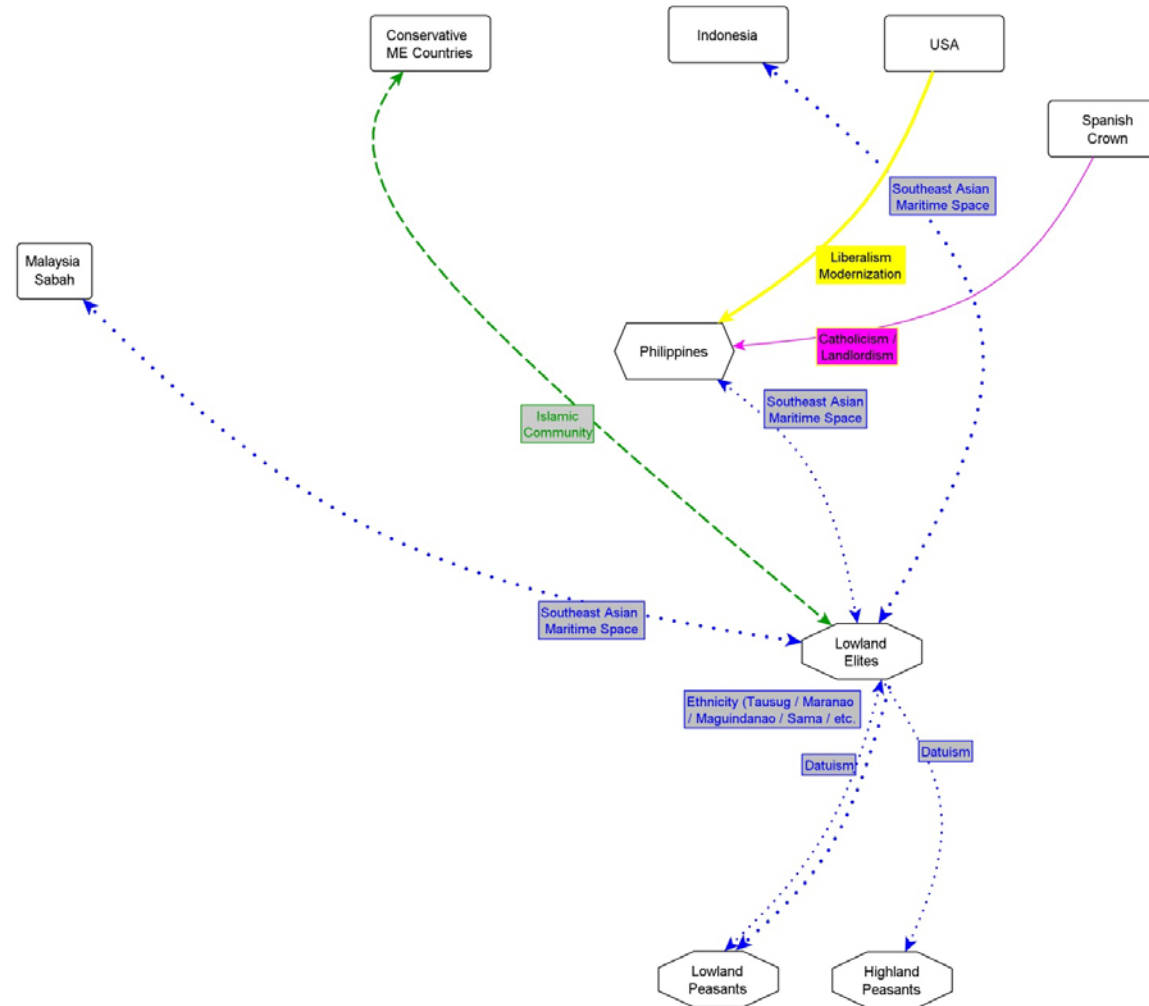 Conservative
ME Countries
Indonesia
USA
Spanish
Crown
Southeast Asian
Maritime Space
Malaysia
Sabah
Liberalism
Modernization
Philippines
Catholicism /
Landlordism
Southeast Asian
Maritime Space
Islamic
Community
Southeast Asian
Maritime Space
Lowland
Elites
Ethnicity (Tausug / Maranao
/ Maguindanao / Sama / etc.
Datuism
Datuism
Lowland
Peasants
Highland
Peasants